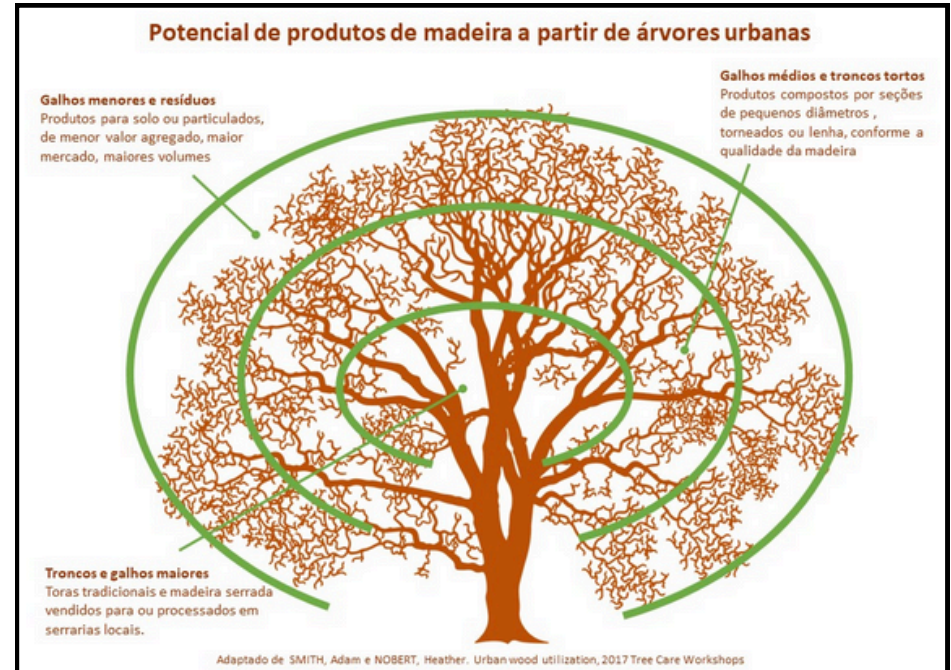 Potencial de produtos de madeira a partir de árvores urbanas
Galhos menores e resíduos
Produtos para solo ou particulados,
de menor valor agregado, maior
mercado, maiores volumes
Galhos médios e troncos tortos
Produtos compostos por seções
de pequenos diâmetros ,
torneados ou lenha, conforme a
qualidade da madeira
Troncos e galhos maiores
Toras tradicionais e madeira serrada
vendidos para ou processados em
serrarias locais.
Adaptado de SMITH, Adam e NOBERT, Heather. Urban wood utilization, 2017 Tree Care Workshops